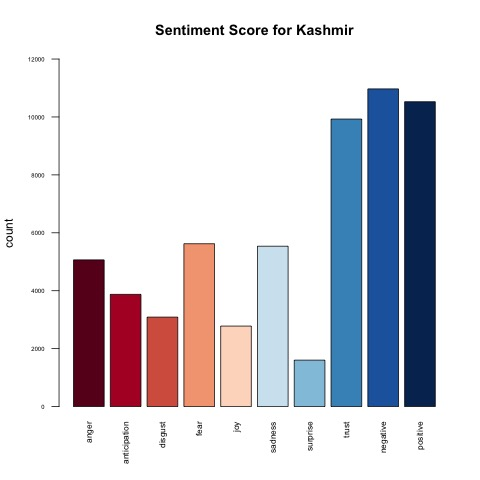 Sentiment Score for Kashmir
count
12000
10000
8000
6000
4000
2000
0
anger
anticipation
disgust
fear
joy
sadness
surprise
trust
negative
positive